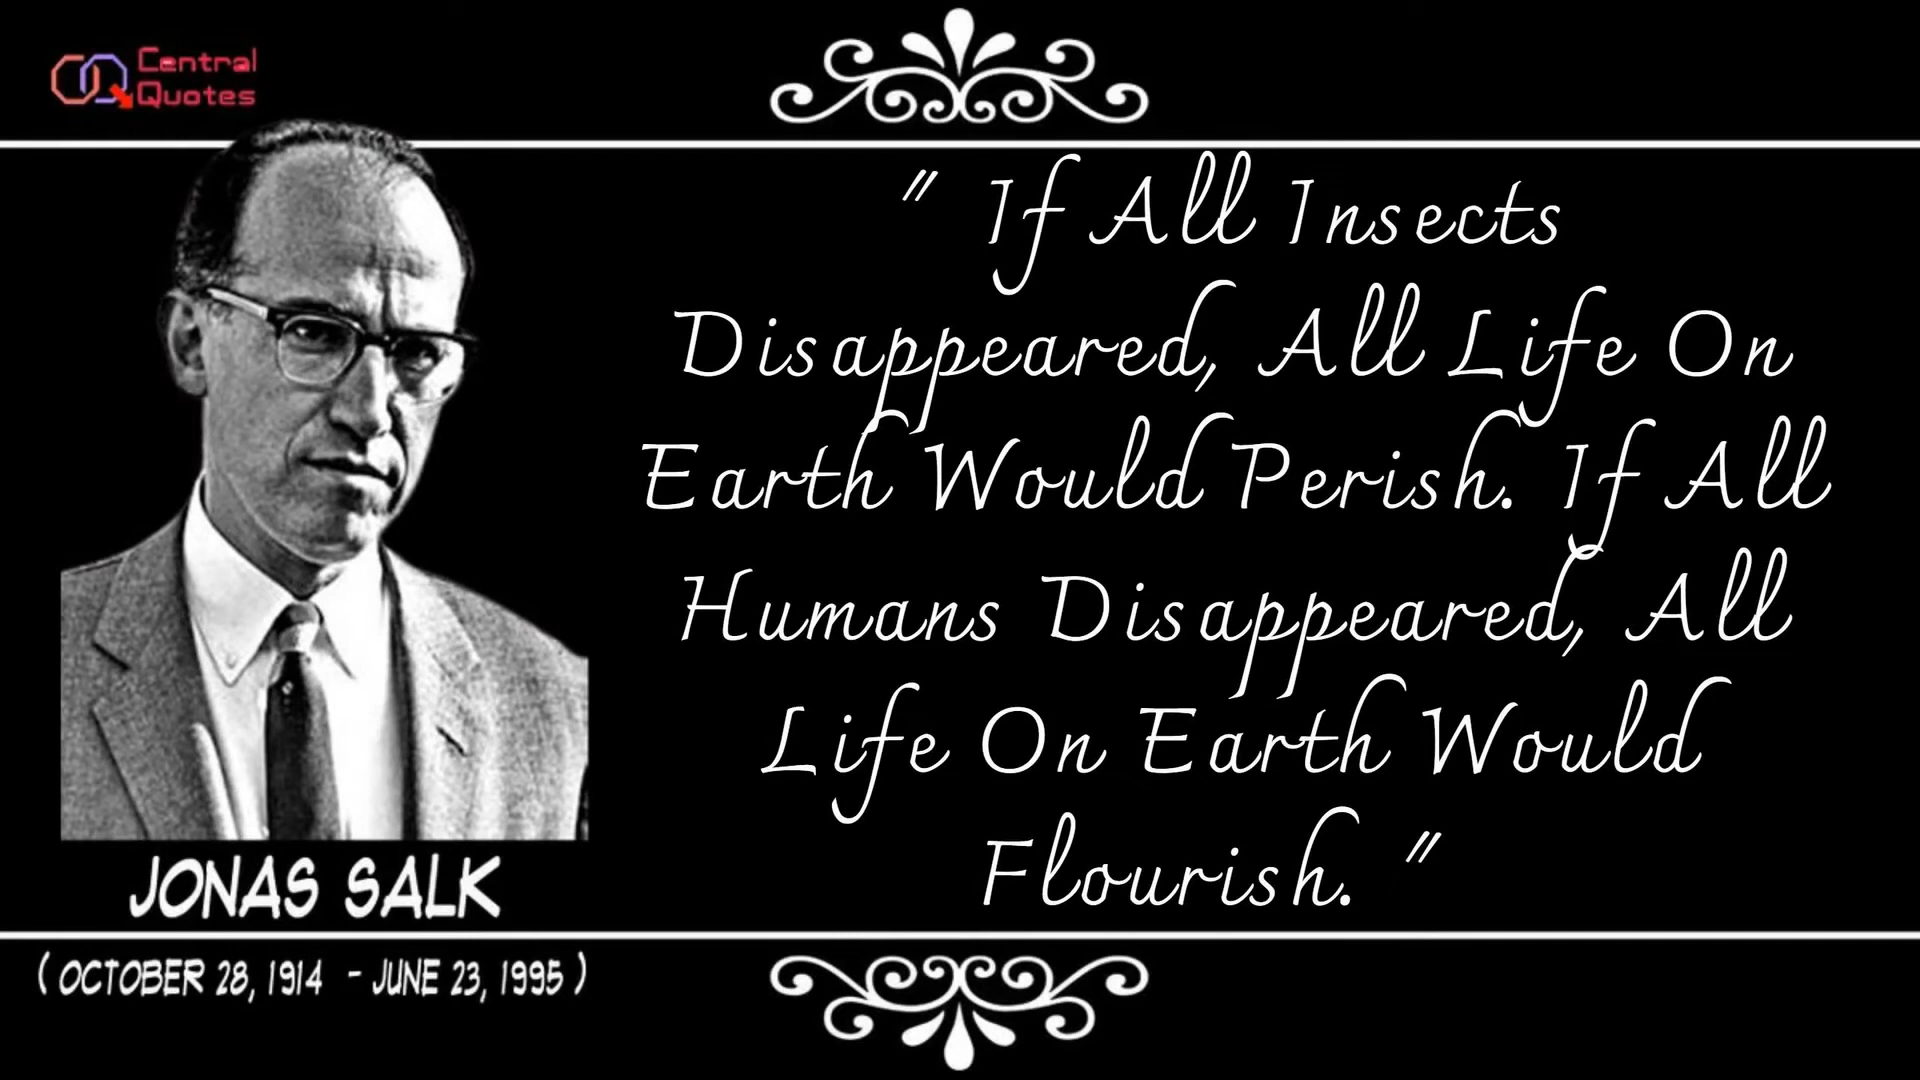 Central
Quotes
" If All Insects
Disappeared, All Life On
Earth Would Perish. If All
Humans Disappeared, All
Life On Earth Would
Flourish. "
JONAS SALK
( OCTOBER 28, 1914 - JUNE 23, 1995 )